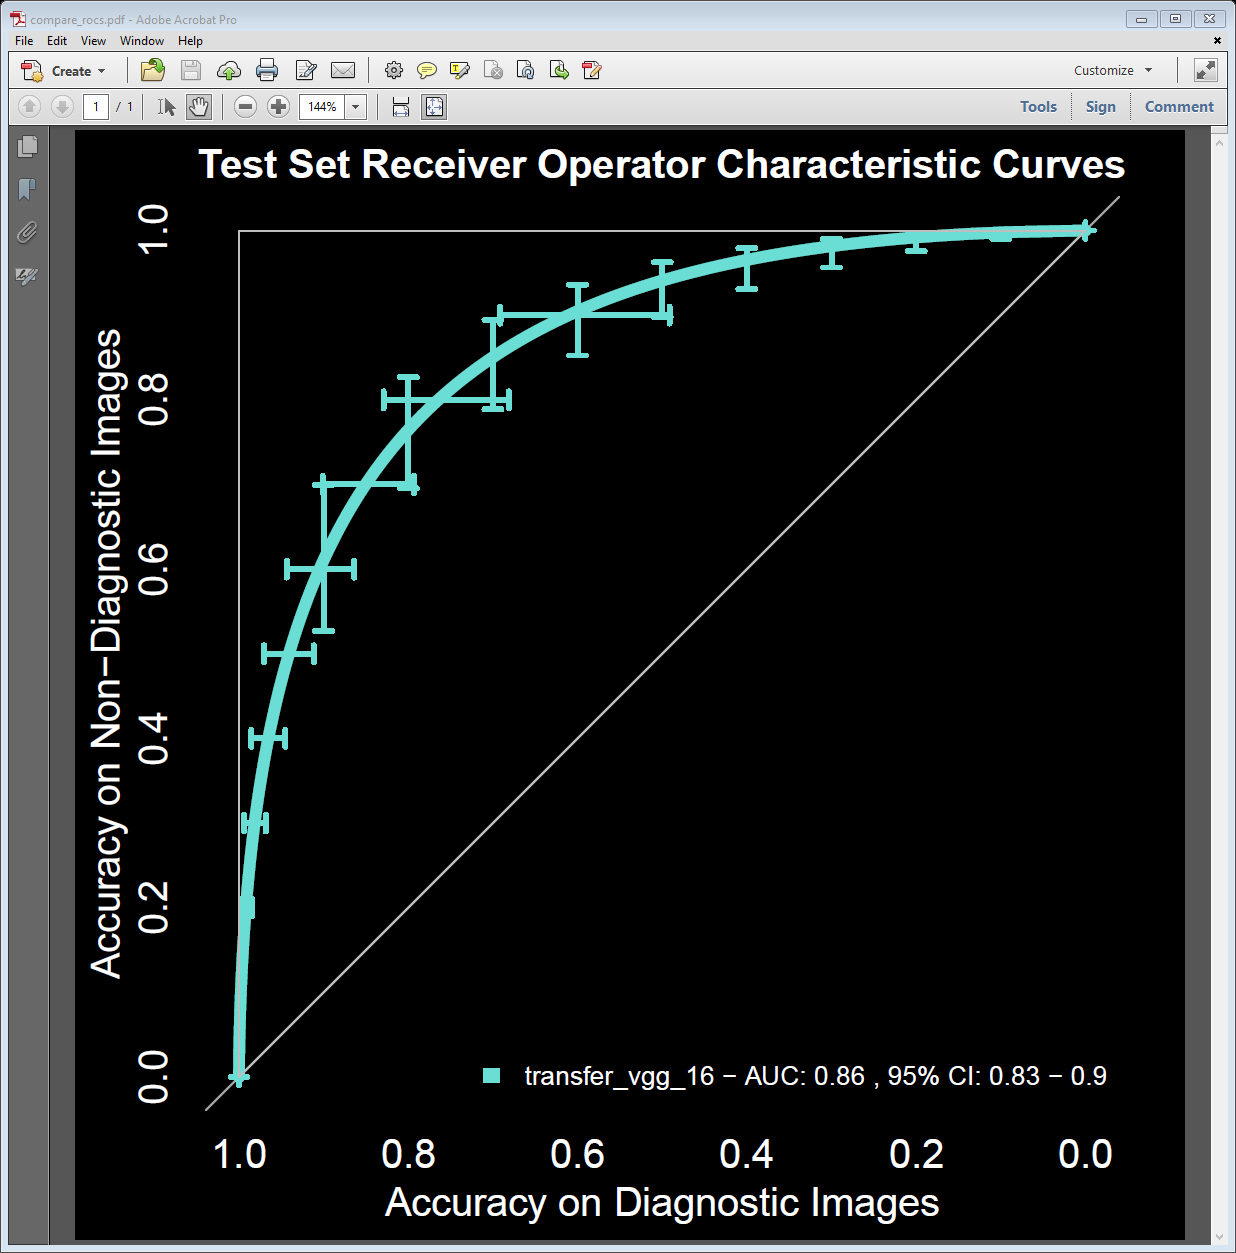 compare_rocs.pdf - Adobe Acrobat Pro
File Edit View Window Help
Create
Customize
1 / 1
144%
Tools Sign Comment
Test Set Receiver Operator Characteristic Curves
Accuracy on Non−Diagnostic Images
1.0
0.8
0.6
0.4
0.2
0.0
transfer_vgg_16 − AUC: 0.86 , 95% CI: 0.83 − 0.9
1.0 0.8 0.6 0.4 0.2 0.0
Accuracy on Diagnostic Images